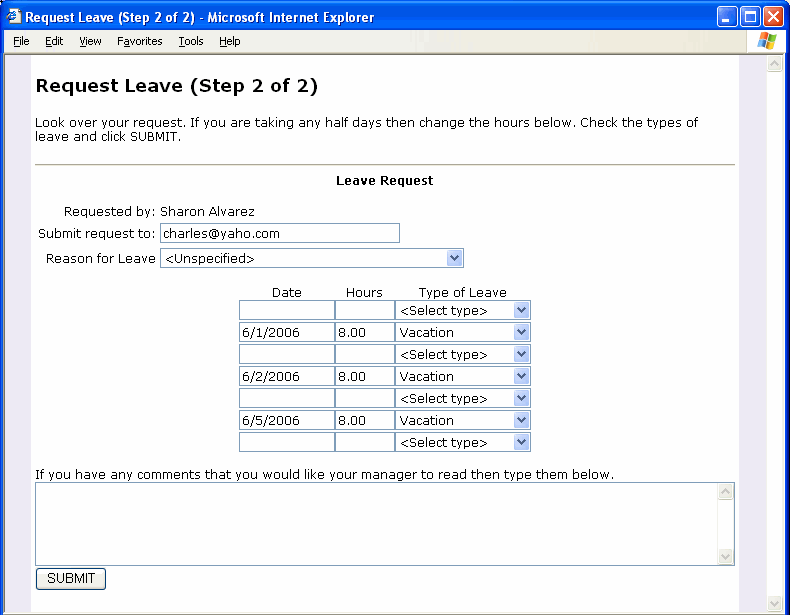 Request Leave (Step 2 of 2) - Microsoft Internet Explorer
File Edit View Favorites Tools Help
Request Leave (Step 2 of 2)
Look over your request. If you are taking any half days then change the hours below. Check the types of
leave and click SUBMIT.
Leave Request
Requested by: Sharon Alvarez
Submit request to: charles@yaho.com
Reason for Leave <Unspecified>
Date Hours Type of Leave
<Select type>
6/1/2006 8.00 Vacation
<Select type>
6/2/2006 8.00 Vacation
<Select type>
6/5/2006 8.00 Vacation
<Select type>
If you have any comments that you would like your manager to read then type them below.
SUBMIT